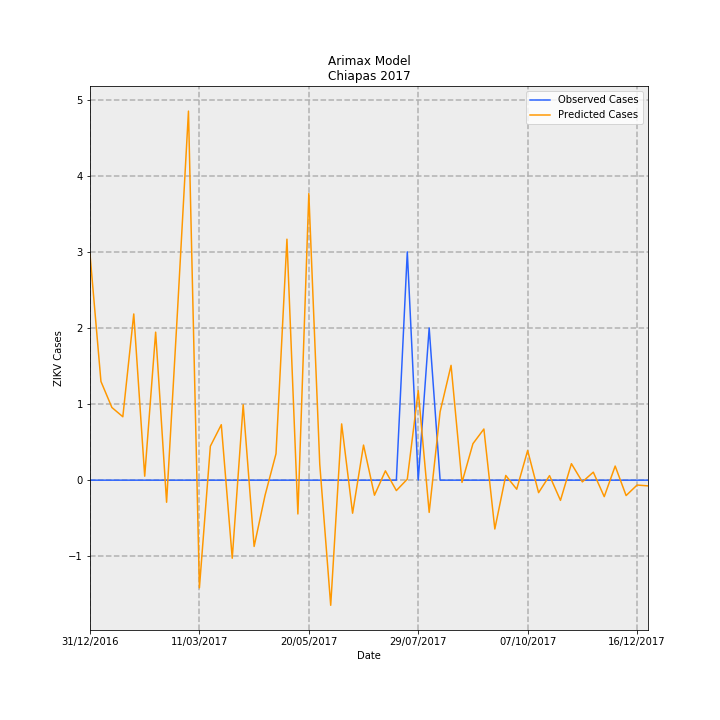 Arimax Model
Chiapas 2017
Observed Cases
Predicted Cases
ZIKV Cases
5
4
3
2
1
0
−1
31/12/2016 11/03/2017 20/05/2017 29/07/2017 07/10/2017 16/12/2017
Date